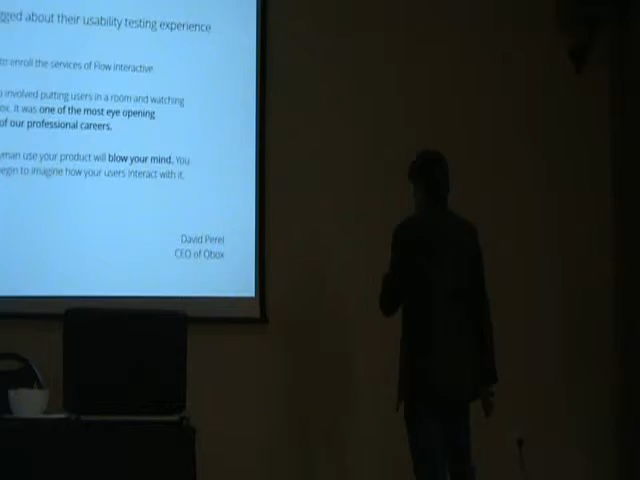 gged about their usability testing experience
to enroll the services of Flow Interactive
involved putting users in a room and watching
ox. It was one of the most eye opening
of our professional careers.
yman use your product will blow your mind. You
egin to imagine how your users interact with it.
David Perel
CEO of Obox